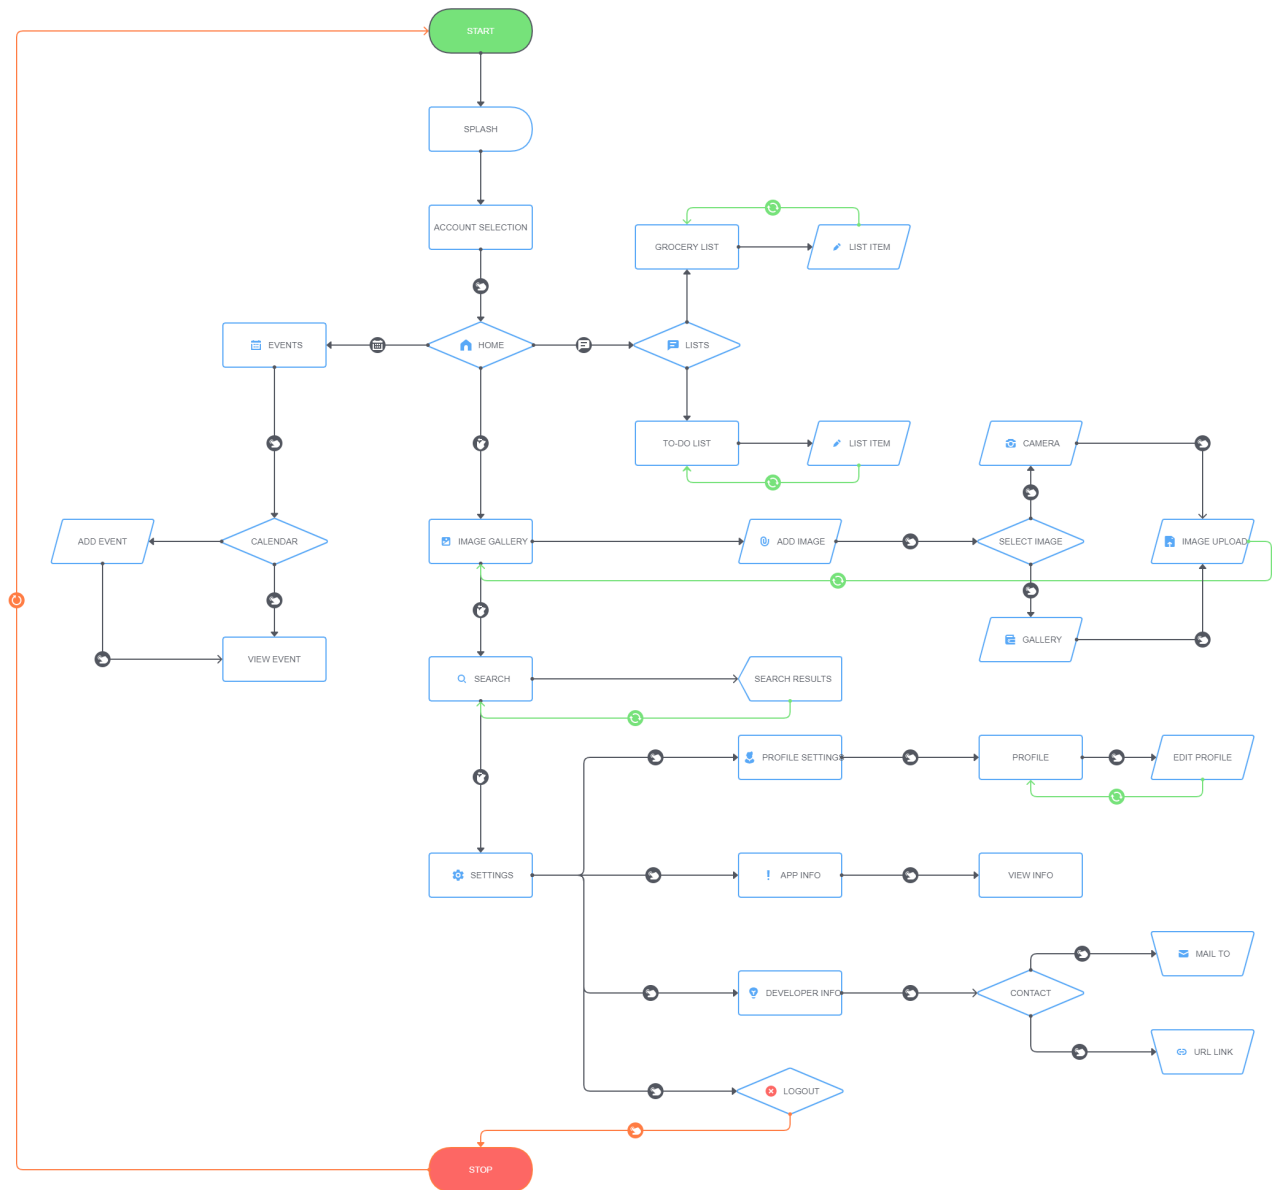 START
SPLASH
ACCOUNT SELECTION
GROCERY LIST
LIST ITEM
EVENTS
HOME
LISTS
TO-DO LIST
LIST ITEM
CAMERA
ADD EVENT
CALENDAR
IMAGE GALLERY
ADD IMAGE
SELECT IMAGE
IMAGE UPLOAD
GALLERY
VIEW EVENT
SEARCH
SEARCH RESULTS
PROFILE SETTINGS
PROFILE
EDIT PROFILE
SETTINGS
APP INFO
VIEW INFO
MAIL TO
DEVELOPER INFO
CONTACT
URL LINK
LOGOUT
STOP